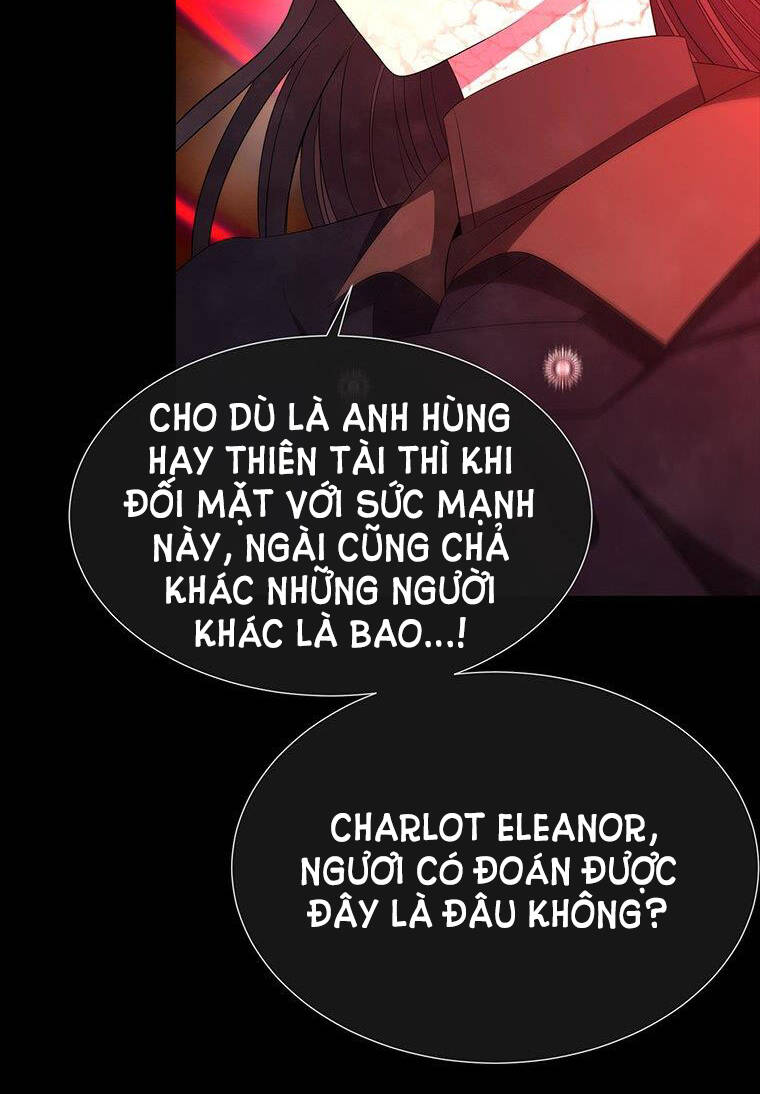 CHO DÙ LÀ ANH HÙNG
HAY THIÊN TÀI THÌ KHI
ĐỐI MẶT VỚI SỨC MẠNH
NÀY, NGÀI CŨNG CHẢ
KHÁC NHỮNG NGƯỜI
KHÁC LÀ BAO...!
CHARLOT ELEANOR,
NGƯƠI CÓ ĐOÁN ĐƯỢC
ĐÂY LÀ ĐÂU KHÔNG?